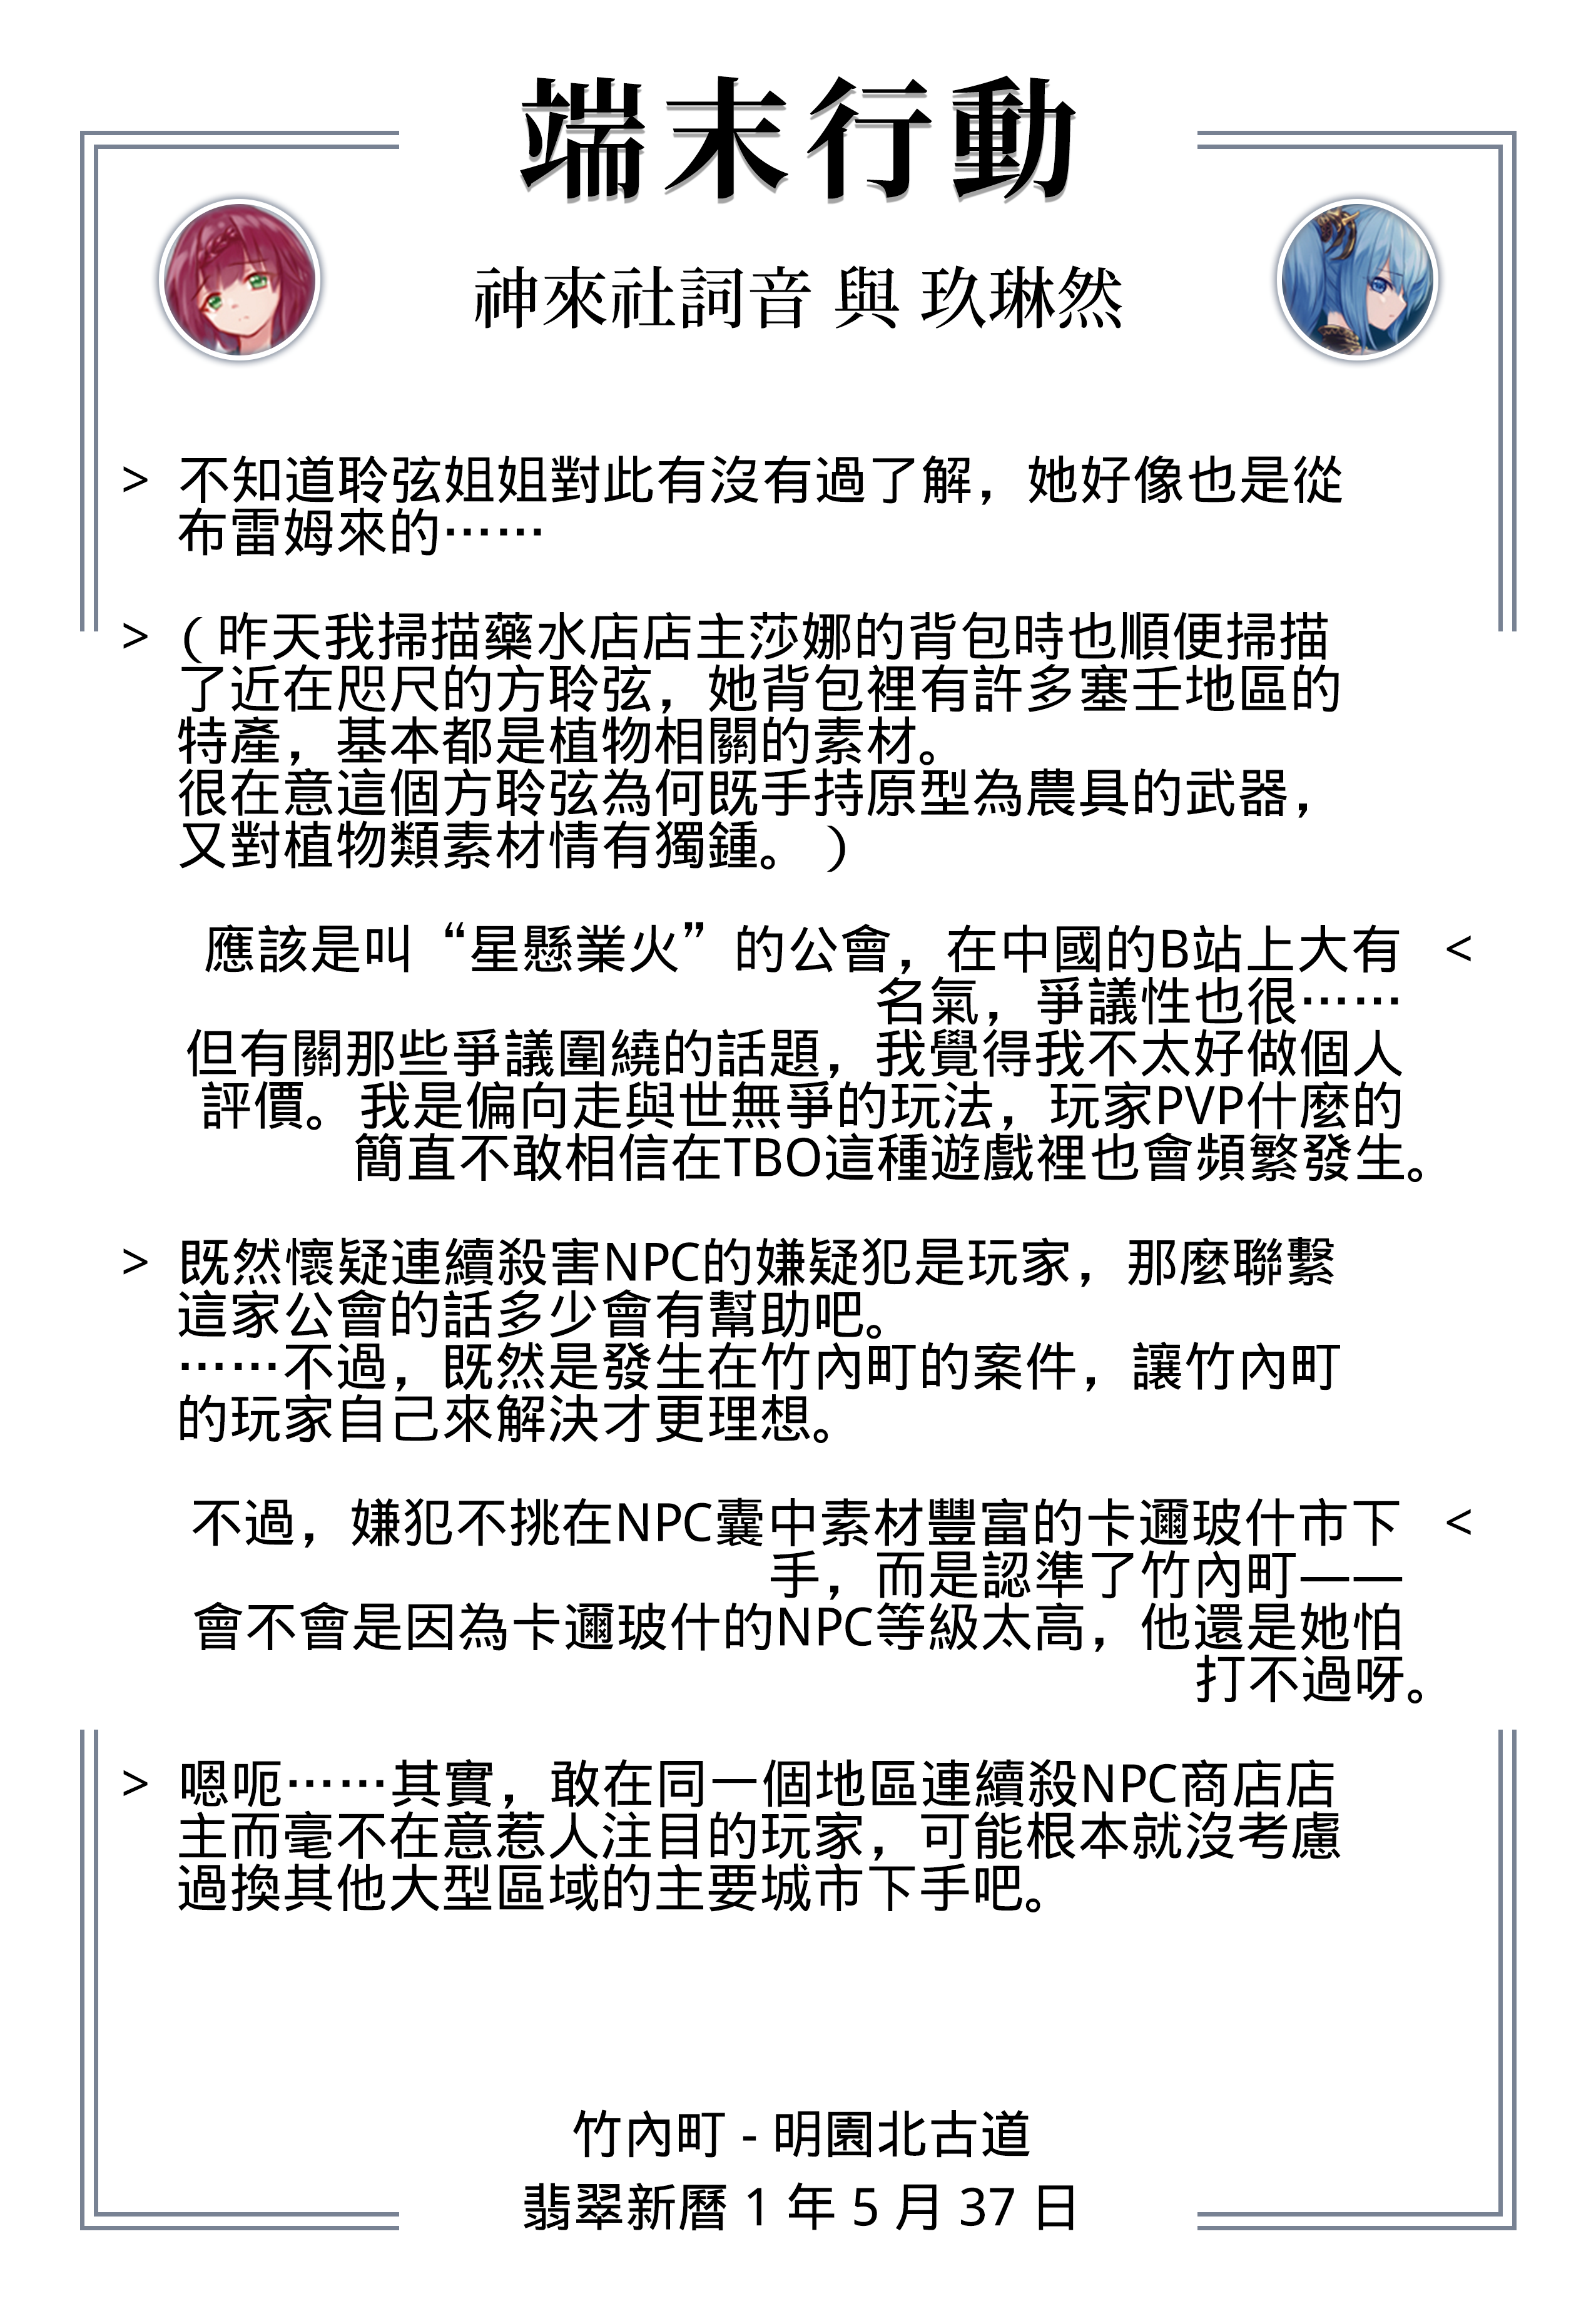 端末行動
神來社詞音 與 玖琳然
> 不知道聆弦姐姐對此有沒有過了解，她好像也是從
布雷姆來的……
> （昨天我掃描藥水店店主莎娜的背包時也順便掃描
了近在咫尺的方聆弦，她背包裡有許多塞壬地區的
特產，基本都是植物相關的素材。
很在意這個方聆弦為何既手持原型為農具的武器，
又對植物類素材情有獨鍾。）
應該是叫“星懸業火”的公會，在中國的B站上大有 <
名氣，爭議性也很……
但有關那些爭議圍繞的話題，我覺得我不太好做個人
評價。我是偏向走與世無爭的玩法，玩家PVP什麼的
簡直不敢相信在TBO這種遊戲裡也會頻繁發生。
> 既然懷疑連續殺害NPC的嫌疑犯是玩家，那麼聯繫
這家公會的話多少會有幫助吧。
……不過，既然是發生在竹內町的案件，讓竹內町
的玩家自己來解決才更理想。
不過，嫌犯不挑在NPC囊中素材豐富的卡邇玻什市下 <
手，而是認準了竹內町——
會不會是因為卡邇玻什的NPC等級太高，他還是她怕
打不過呀。
> 嗯呃……其實，敢在同一個地區連續殺NPC商店店
主而毫不在意惹人注目的玩家，可能根本就沒考慮
過換其他大型區域的主要城市下手吧。
竹內町 - 明園北古道
翡翠新曆 1 年 5 月 37 日